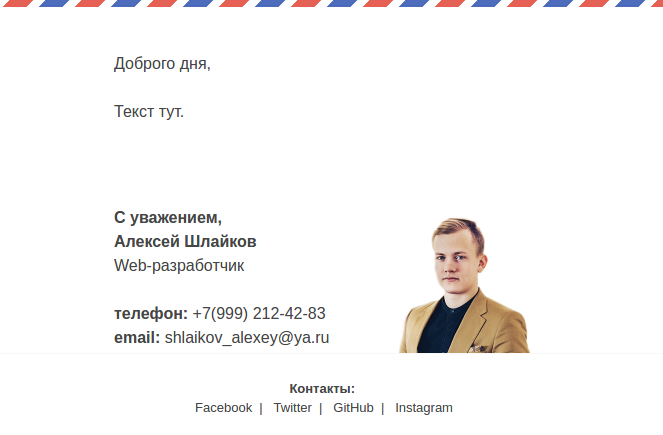 Доброго дня,
Текст тут.
С уважением,
Алексей Шлайков
Web-разработчик
телефон: +7(999) 212-42-83
email: shlaikov_alexey@ya.ru
Контакты:
Facebook | Twitter | GitHub | Instagram